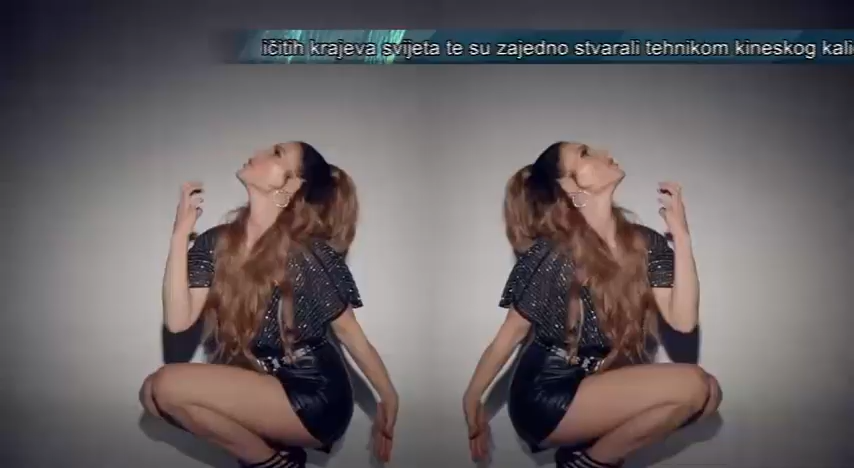 ičitih krajeva svijeta te su zajedno stvarali tehnikom kineskog kali